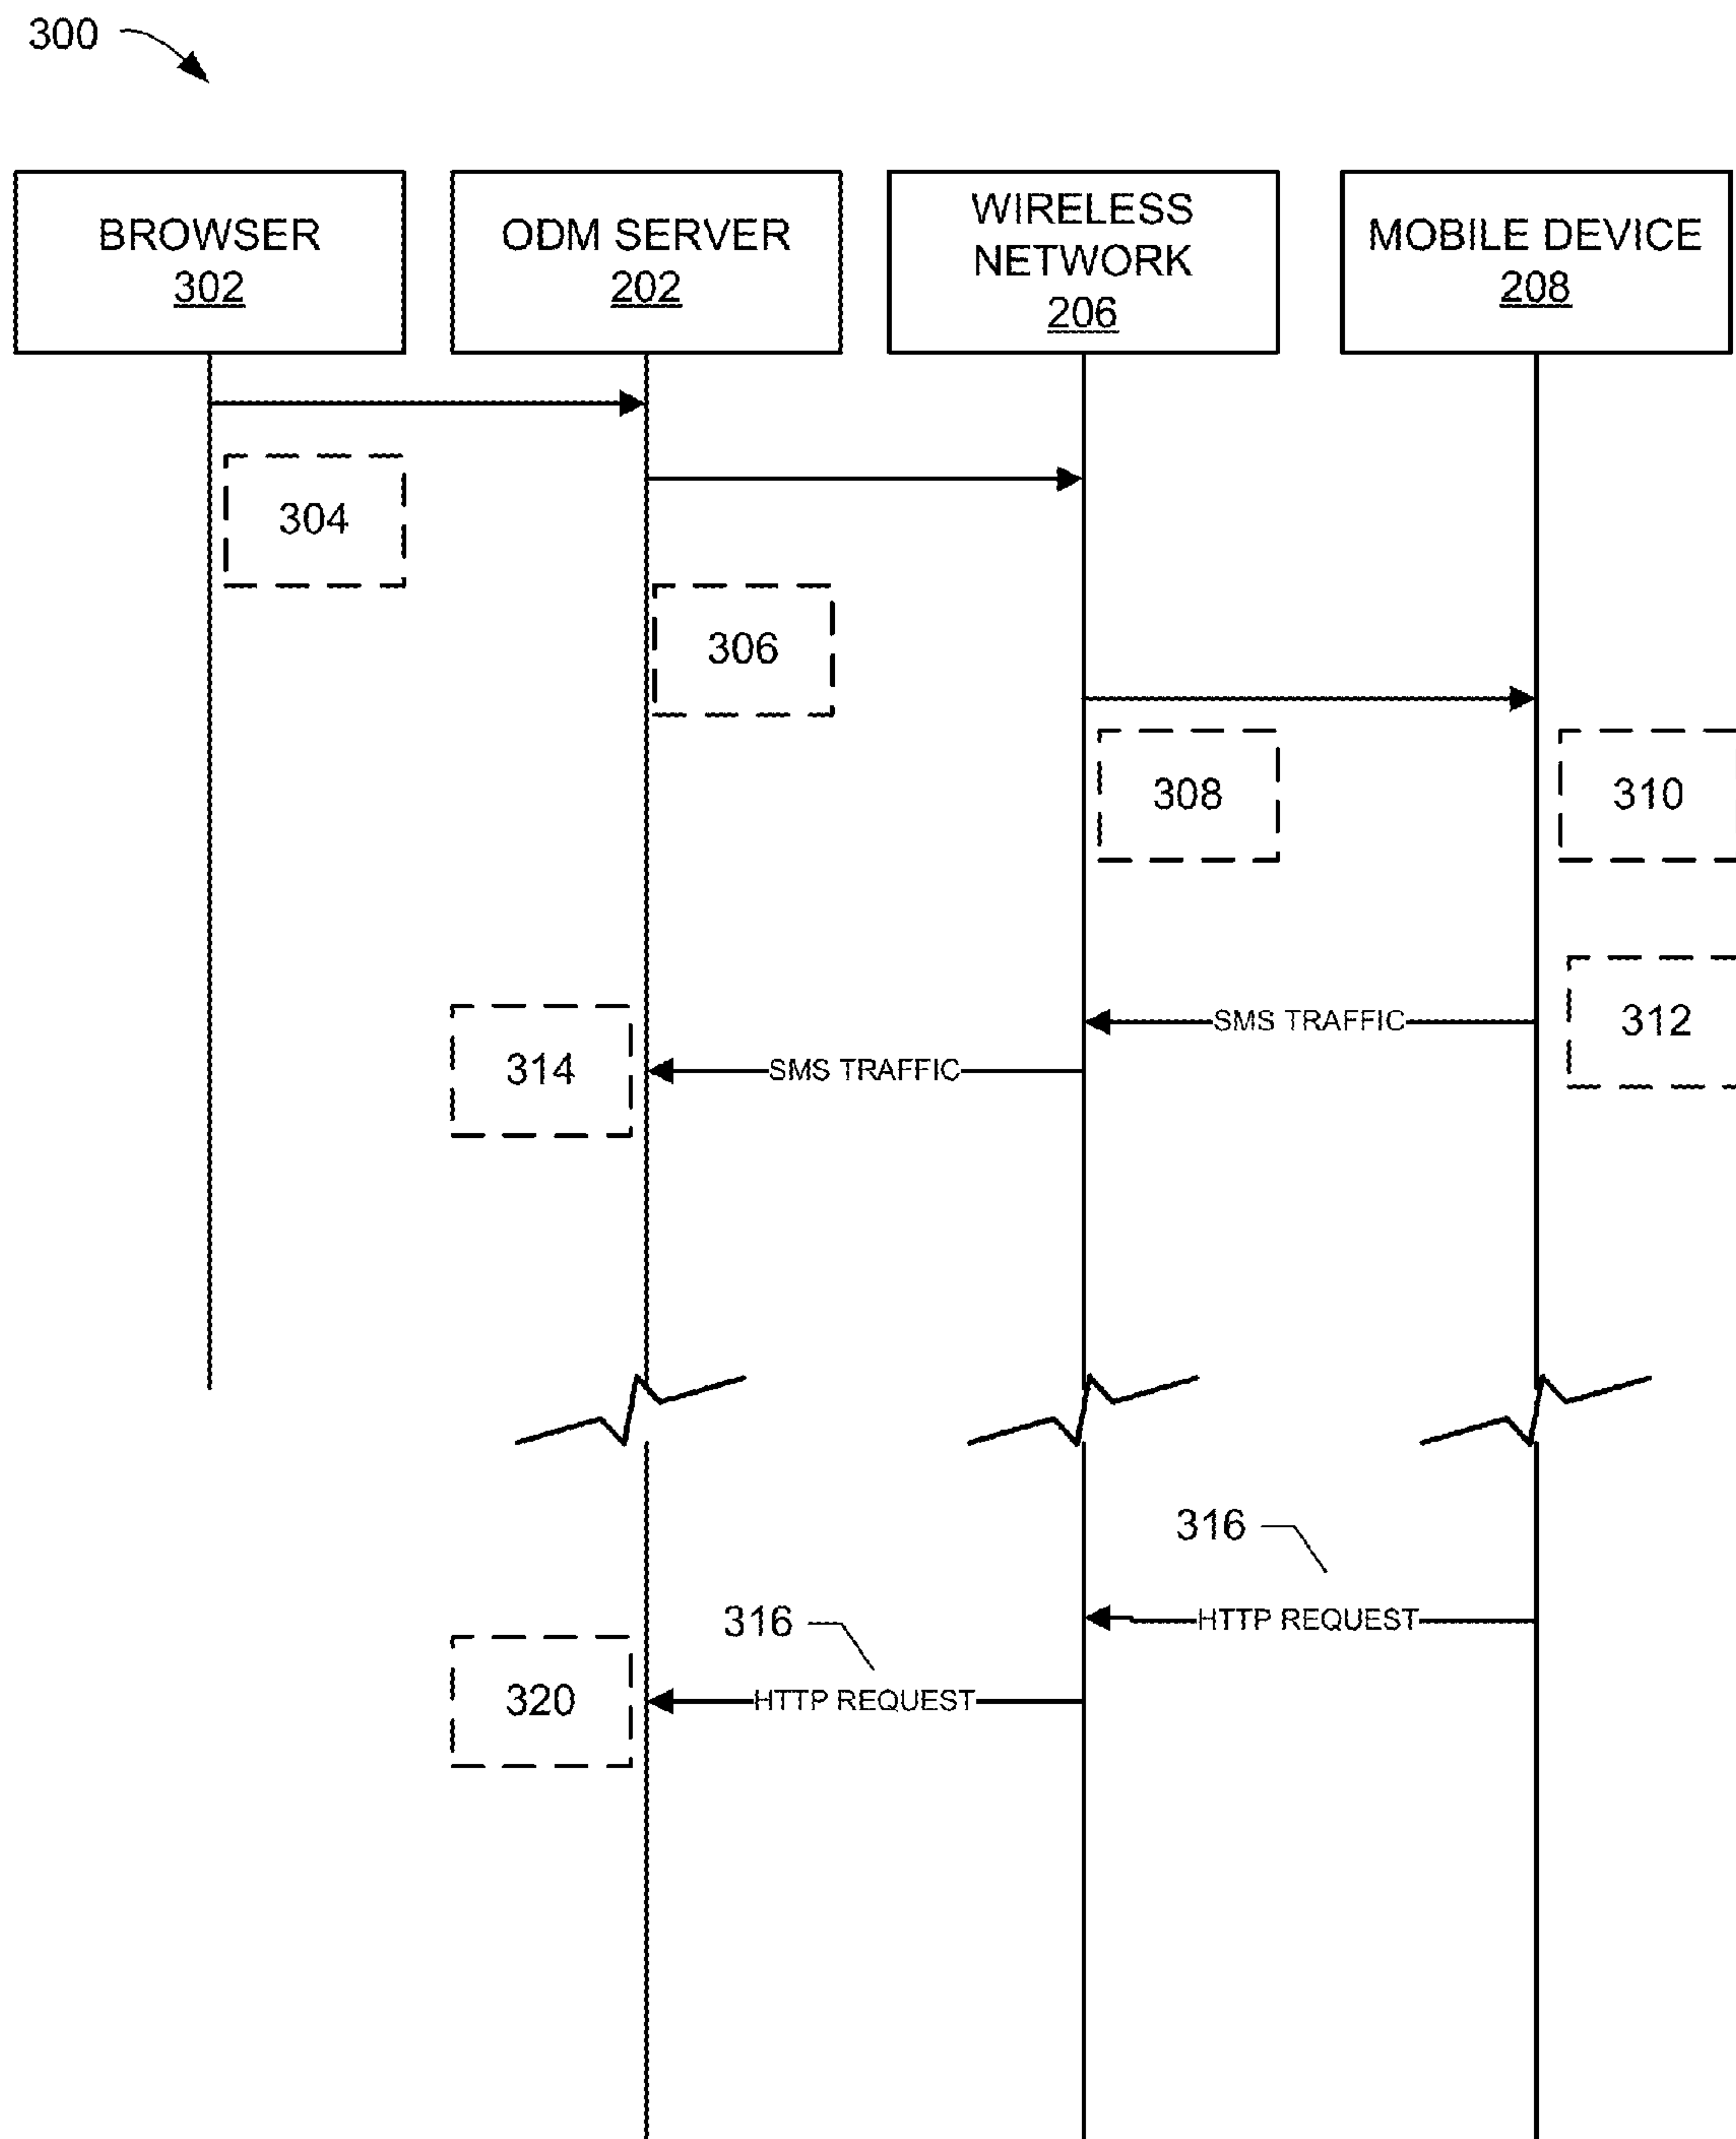 300
BROWSER
302
ODM SERVER
202
WIRELESS
NETWORK
206
MOBILE DEVICE
208
304
306
308
310
312
SMS TRAFFIC
314
SMS TRAFFIC
316
HTTP REQUEST
316
320
HTTP REQUEST